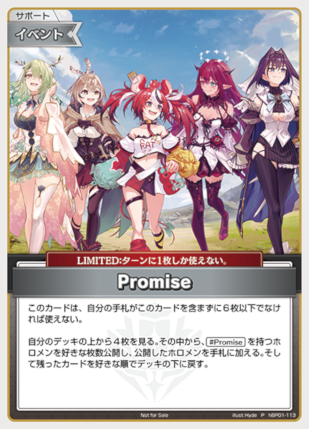 サポート
イベント
LIMITED:ターンに1枚しか使えない。
Promise
このカードは、自分の手札がこのカードを含まずに6枚以下でなけ
れば使えない。
自分のデッキの上から4枚を見る。その中から、#Promiseを持つホ
ロメンを好きな枚数公開し、公開したホロメンを手札に加える。そし
て残ったカードを好きな順でデッキの下に戻す。
Not for Sale
illust.Hyde P hBP01-113